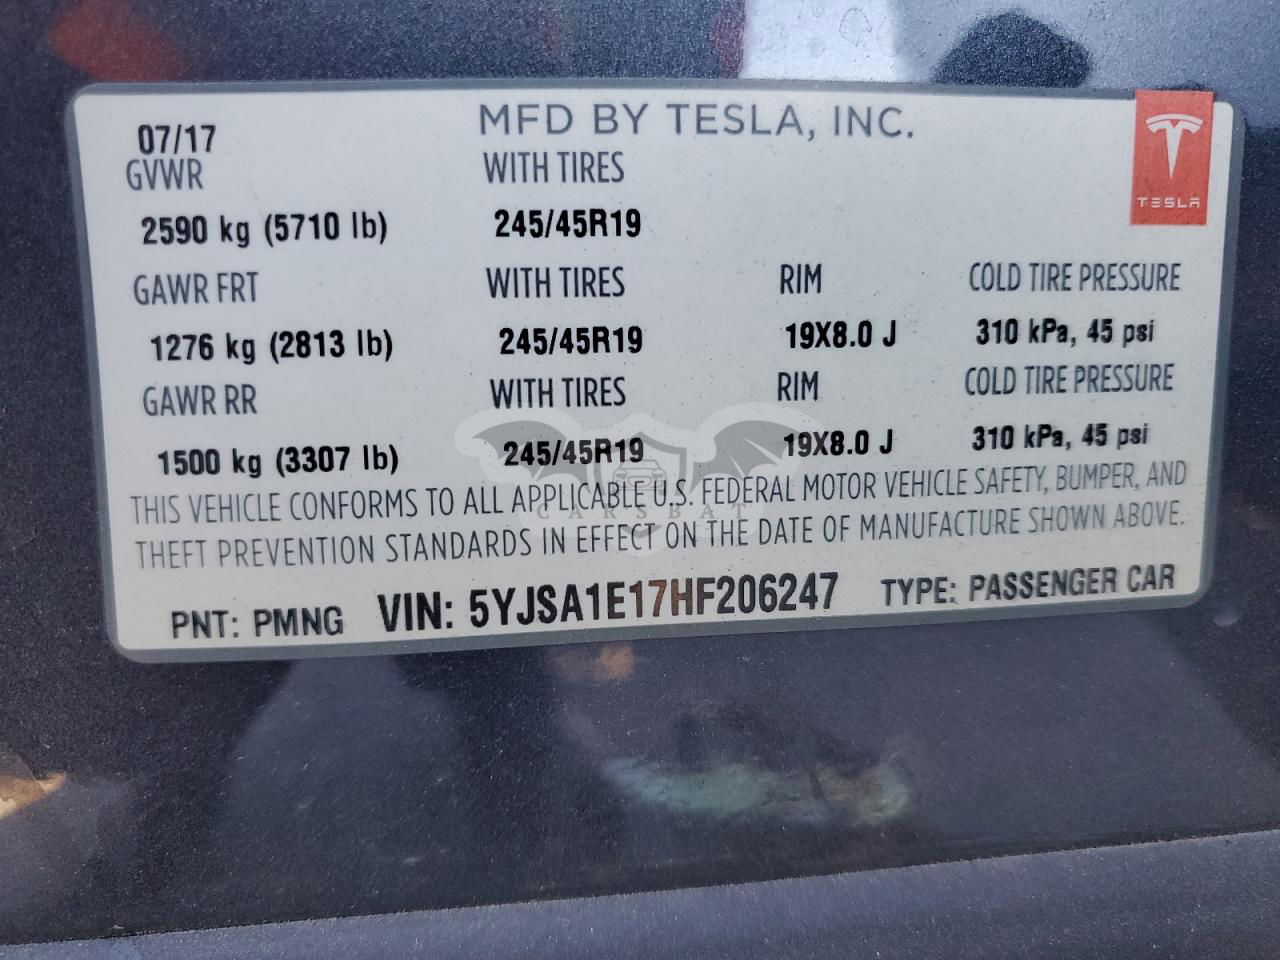 MFD BY TESLA, INC.
07/17
GVWR WITH TIRES
2590 kg (5710 lb) 245/45R19
TESLA
GAWR FRT WITH TIRES RIM COLD TIRE PRESSURE
1276 kg (2813 lb) 245/45R19 19X8.0 J 310 kPa, 45 psi
GAWR RR WITH TIRES RIM COLD TIRE PRESSURE
1500 kg (3307 lb) 245/45R19 19X8.0 J 310 kPa, 45 psi
THIS VEHICLE CONFORMS TO ALL APPLICABLE U.S. FEDERAL MOTOR VEHICLE SAFETY, BUMPER, AND
CARSBAT
THEFT PREVENTION STANDARDS IN EFFECT ON THE DATE OF MANUFACTURE SHOWN ABOVE.
PNT: PMNG VIN: 5YJSA1E17HF206247 TYPE: PASSENGER CAR